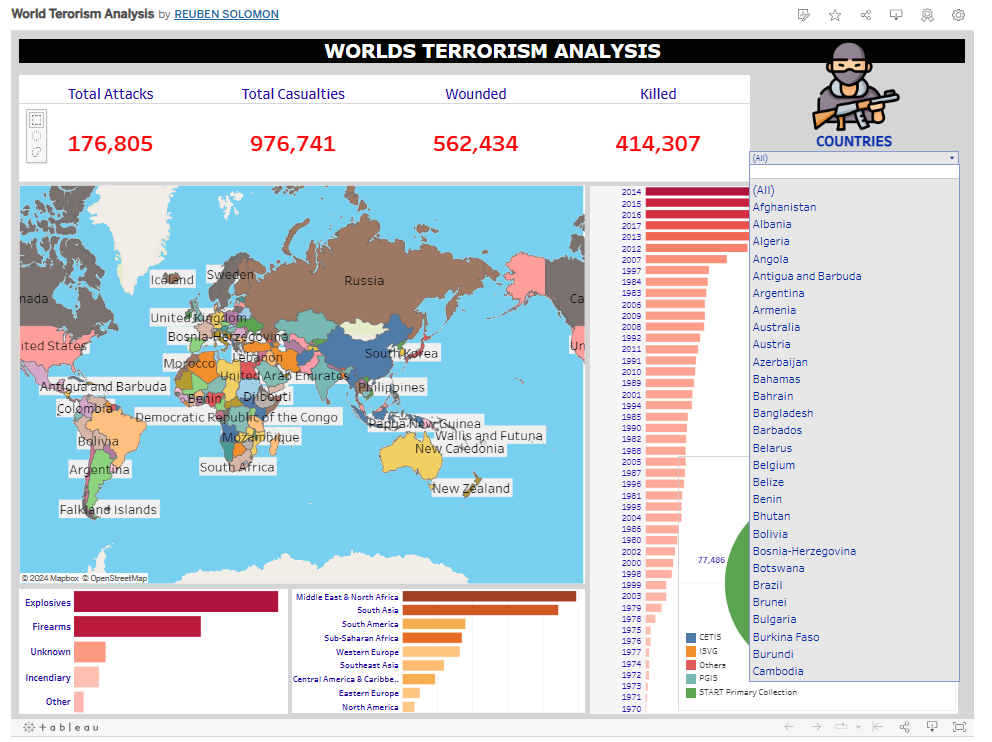 World Terorism Analysis by REUBEN SOLOMON
WORLDS TERRORISM ANALYSIS
Total Attacks
Total Casualties
Wounded
Killed
176,805
976,741
562,434
414,307
COUNTRIES
(All)
(All)
Afghanistan
Albania
Algeria
Angola
Antigua and Barbuda
Argentina
Armenia
Australia
Austria
Azerbaijan
Bahamas
Bahrain
Bangladesh
Barbados
Belarus
Belgium
Belize
Benin
Bhutan
Bolivia
Bosnia-Herzegovina
Botswana
Brazil
Brunei
Bulgaria
Burkina Faso
Burundi
Cambodia
Iceland
Sweden
Russia
nada
Ca
United Kingdom
Bosnia-Herzegovina
ited States
Un
South Korea
Morocco
Lebanon
United Arab Emirates
Antigua and Barbuda
Benin
Djibouti
Philippines
Colombia
Democratic Republic of the Congo
Papua New Guinea
Bolivia
Mozambique
Wallis and Futuna
New Caledonia
Argentina
South Africa
New Zealand
Falkland Islands
© 2024 Mapbox © OpenStreetMap
2014
2015
2016
2017
2013
2012
2007
1997
1984
1983
2006
2009
2008
1992
2011
1991
2010
1989
2001
1994
1985
1990
1982
1988
2005
1987
1996
1981
1995
2004
1986
1980
2002
2000
1998
1999
2003
1979
1978
1975
1976
1977
1974
1972
1973
1971
1970
77,486
CETIS
ISVG
Others
PGIS
START Primary Collection
Explosives
Firearms
Unknown
Incendiary
Other
Middle East & North Africa
South Asia
South America
Sub-Saharan Africa
Western Europe
Southeast Asia
Central America & Caribbe..
Eastern Europe
North America
+ableau